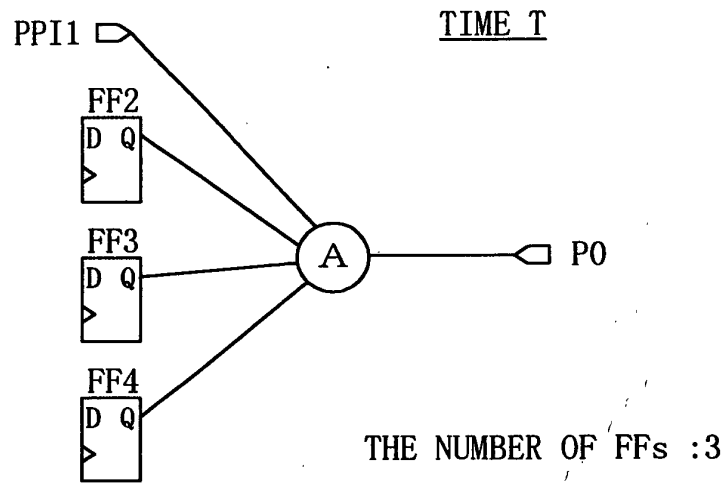 TIME T
PPI1
FF2
D Q
FF3
D Q
A
PO
FF4
D Q
THE NUMBER OF FFs :3